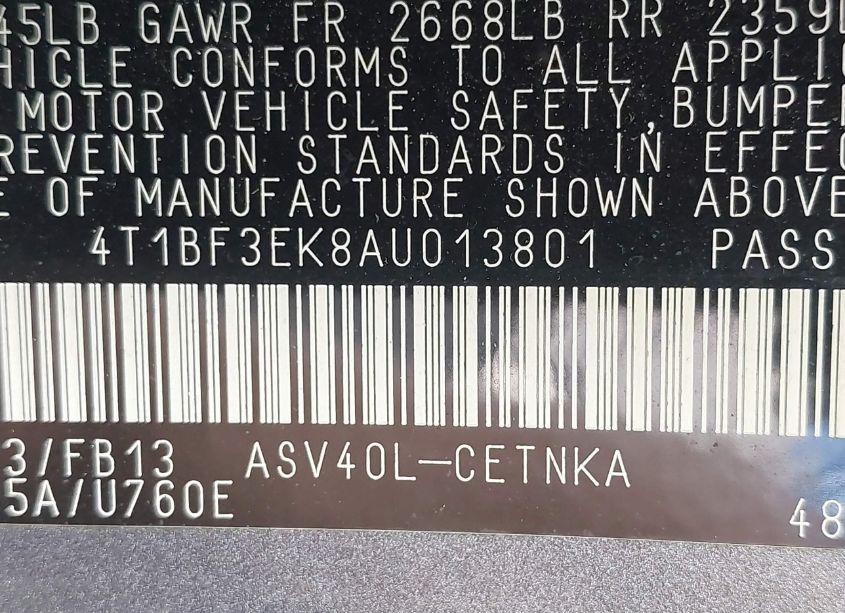 45LB GAWR FR 2668LB RR 2359
HICLE CONFORMS TO ALL APPLI
MOTOR VEHICLE SAFETY, BUMPE
REVENTION STANDARDS IN EFFE
E OF MANUFACTURE SHOWN ABOVE
4T1BF3EK8AU013801 PASS
3/FB13 ASV40L-CETNKA
5A/U760E 48